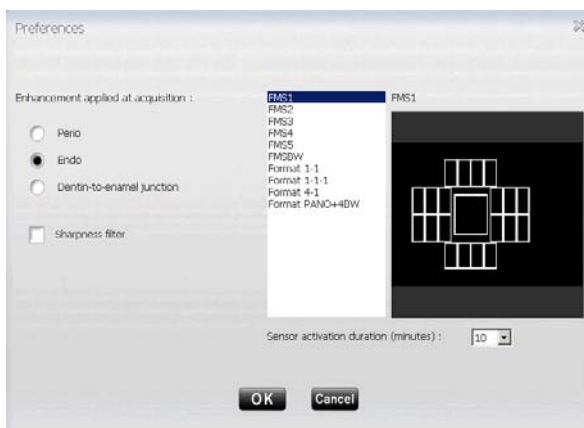 Preferences
Enhancement applied at acquisition :
Perio
Endo
Dentin-to-enamel junction
Sharpness filter
FMS1
FMS2
FMS3
FMS4
FMS5
FMSBW
Format 1-1
Format 1-1-1
Format 4-1
Format PANO+4BW
FMS1
Sensor activation duration (minutes) :
10
OK
Cancel